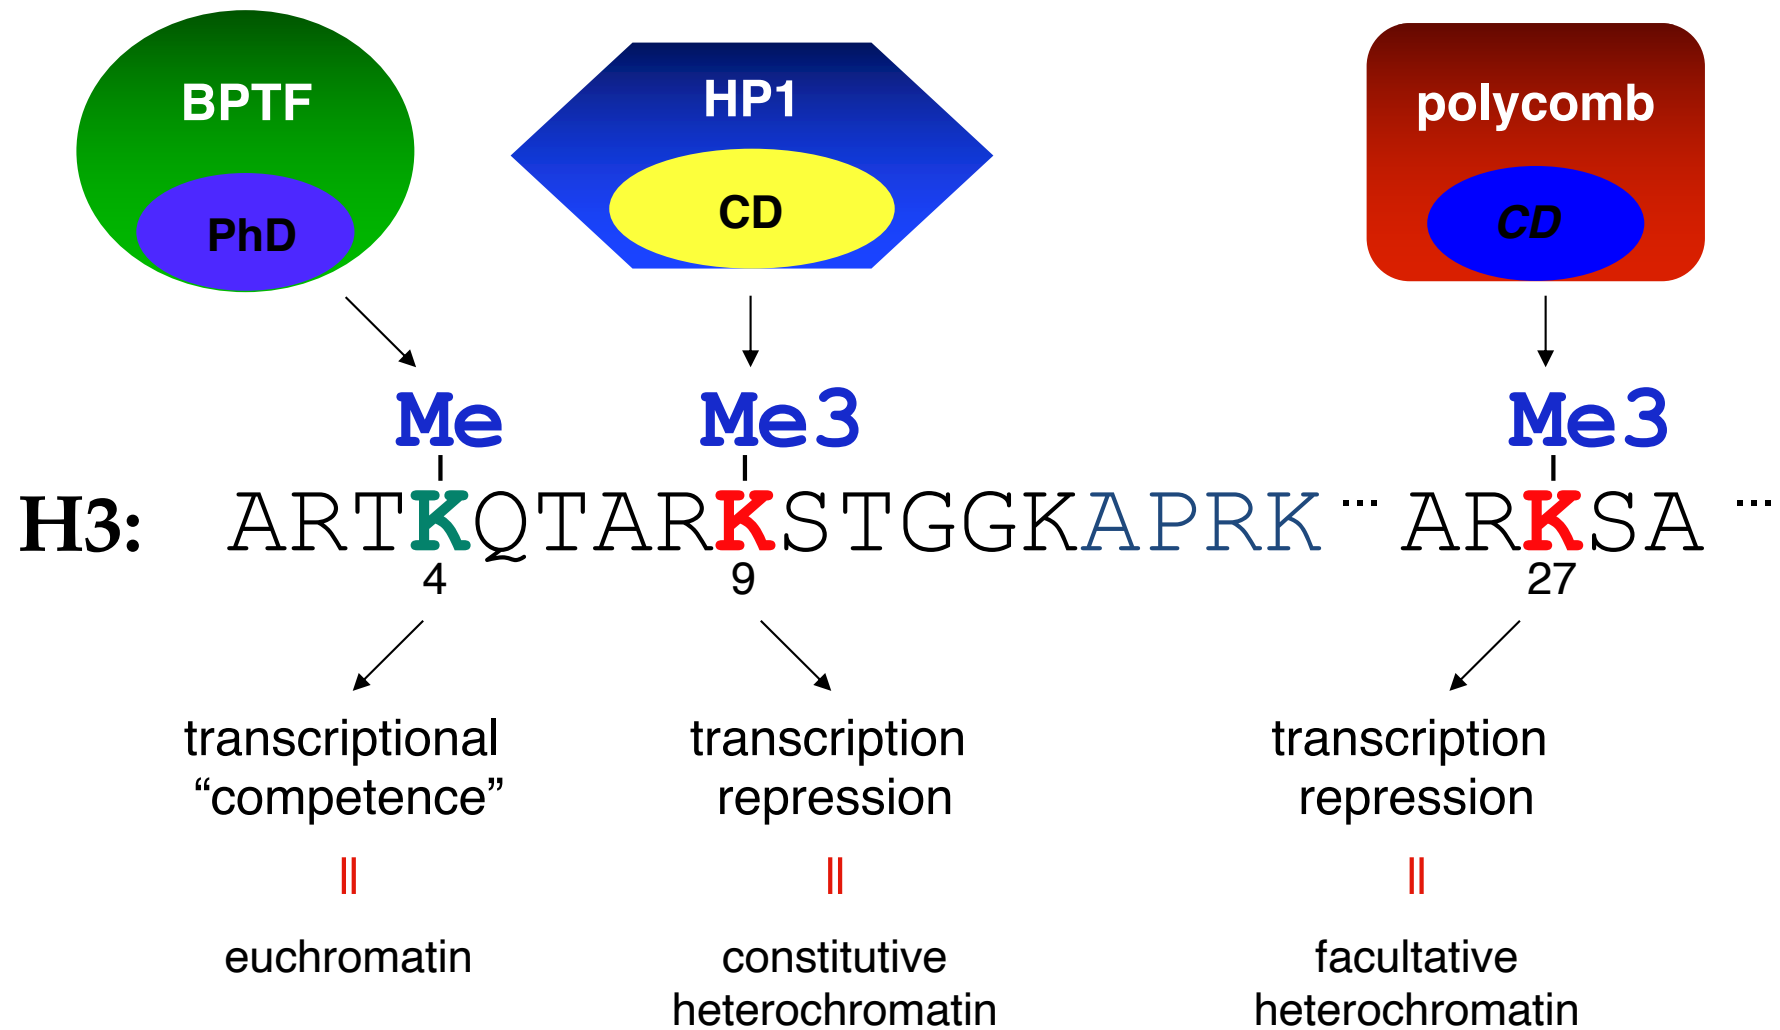 BPTF
PhD
HP1
CD
polycomb
CD
Me
Me3
Me3
H3: ARTKQTARKSTGGKAPRK ... ARKSA ...
4
9
27
transcriptional
“competence”
transcription
repression
transcription
repression
||
||
||
euchromatin
constitutive
heterochromatin
facultative
heterochromatin